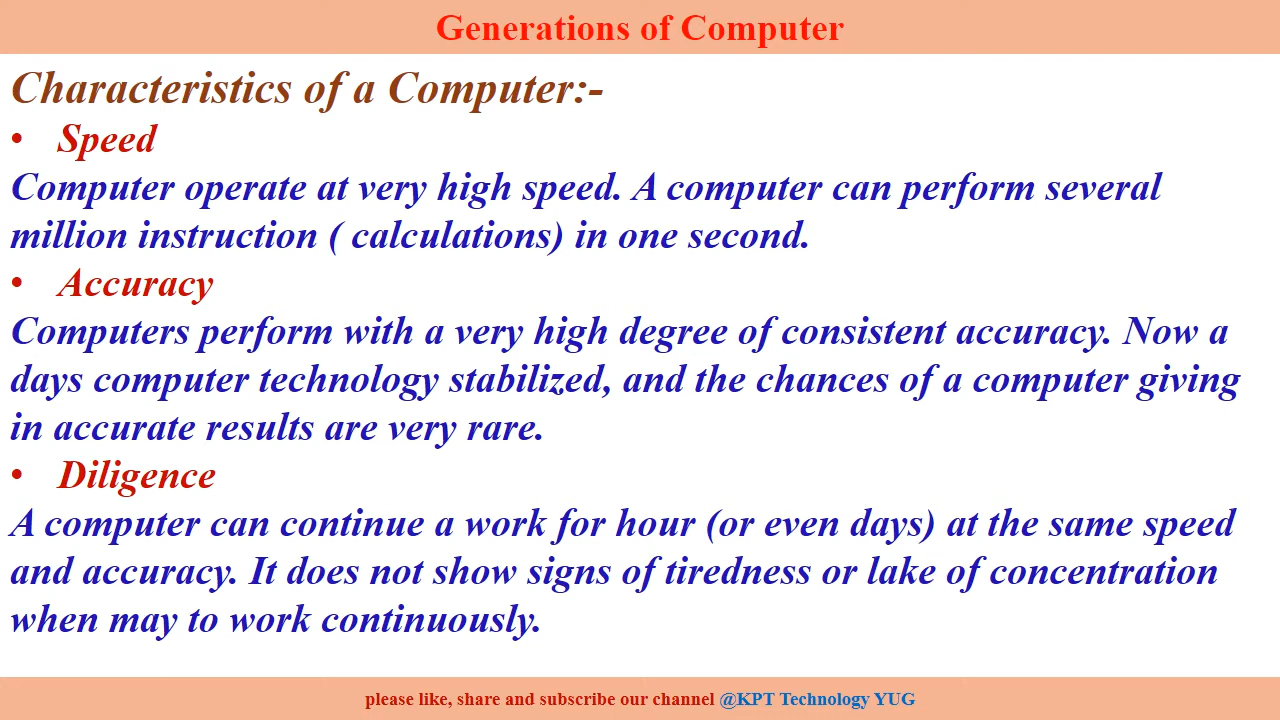 Generations of Computer
Characteristics of a Computer:-
• Speed
Computer operate at very high speed. A computer can perform several
million instruction ( calculations) in one second.
• Accuracy
Computers perform with a very high degree of consistent accuracy. Now a
days computer technology stabilized, and the chances of a computer giving
in accurate results are very rare.
• Diligence
A computer can continue a work for hour (or even days) at the same speed
and accuracy. It does not show signs of tiredness or lake of concentration
when may to work continuously.
please like, share and subscribe our channel @KPT Technology YUG